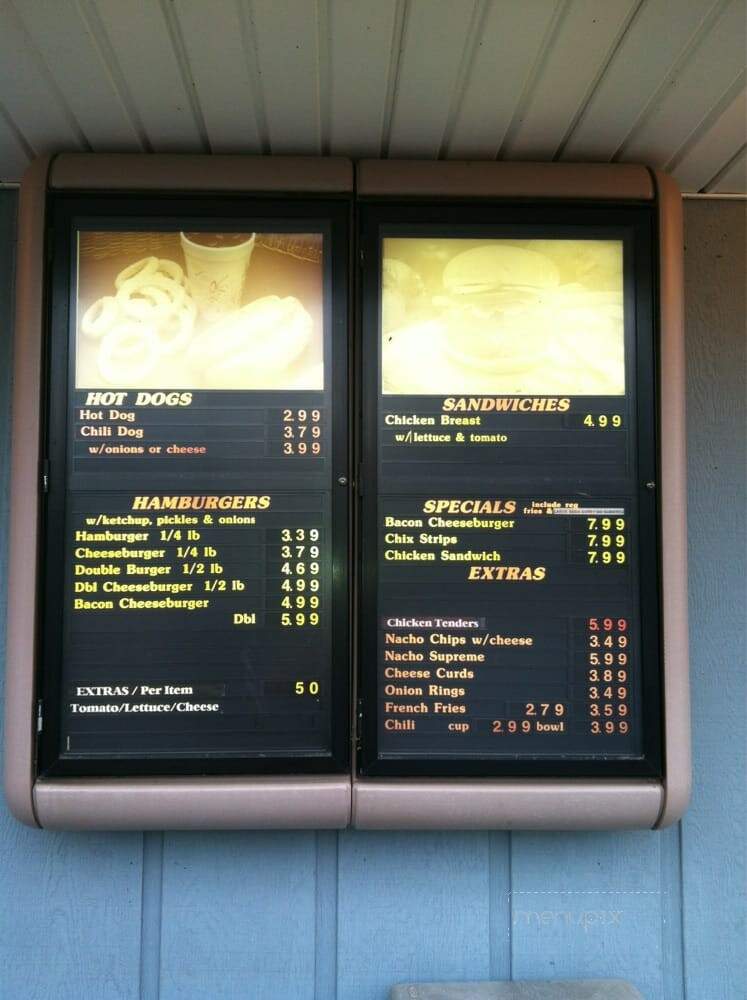 HOT DOGS
Hot Dog 2.99
Chili Dog 3.79
w/onions or cheese 3.99
HAMBURGERS
w/ketchup, pickles & onions
Hamburger 1/4 lb 3.39
Cheeseburger 1/4 lb 3.79
Double Burger 1/2 lb 4.69
Dbl Cheeseburger 1/2 lb 4.99
Bacon Cheeseburger 4.99
Dbl 5.99
EXTRAS / Per Item 50
Tomato/Lettuce/Cheese
SANDWICHES
Chicken Breast 4.99
w/lettuce & tomato
SPECIALS include reg
fries &
Bacon Cheeseburger 7.99
Chix Strips 7.99
Chicken Sandwich 7.99
EXTRAS
Chicken Tenders 5.99
Nacho Chips w/cheese 3.49
Nacho Supreme 5.99
Cheese Curds 3.89
Onion Rings 3.49
French Fries 2.79 3.59
Chili cup 2.99 bowl 3.99
menupix